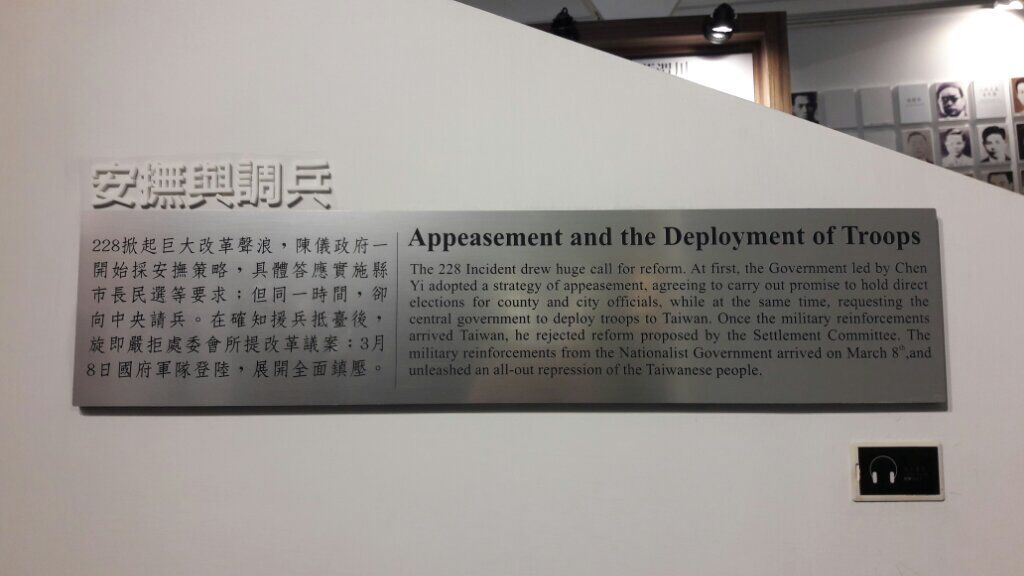 安撫與調兵
228掀起巨大改革聲浪，陳儀政府一
開始採安撫策略，具體答應實施縣
市長民選等要求；但同一時間，卻
向中央請兵。在確知援兵抵臺後，
旋即嚴拒處委會所提改革議案；3月
8日國府軍隊登陸，展開全面鎮壓。
Appeasement and the Deployment of Troops
The 228 Incident drew huge call for reform. At first, the Government led by Chen
Yi adopted a strategy of appeasement, agreeing to carry out promise to hold direct
elections for county and city officials, while at the same time, requesting the
central government to deploy troops to Taiwan. Once the military reinforcements
arrived Taiwan, he rejected reform proposed by the Settlement Committee. The
military reinforcements from the Nationalist Government arrived on March 8th,and
unleashed an all-out repression of the Taiwanese people.